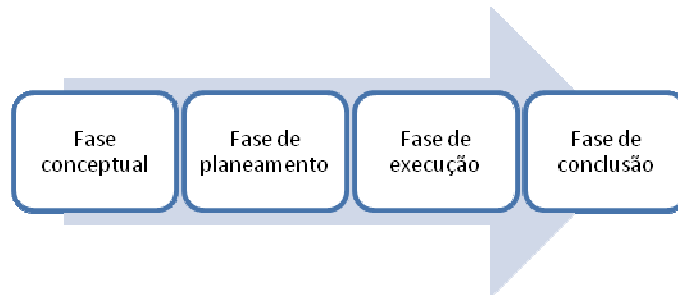 Fase
conceptual
Fase de
planeamento
Fase de
execução
Fase de
conclusão